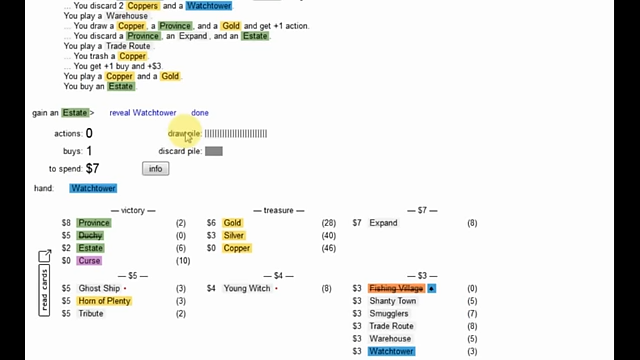 ... You discard 2 Coppers and a Watchtower.
You play a Warehouse.
... You draw a Copper, a Province, and a Gold and get +1 action.
... You discard a Province, an Expand, and an Estate.
You play a Trade Route.
... You trash a Copper.
... You get +1 buy and +$3.
You play a Copper and a Gold.
You buy an Estate.
gain an Estate > reveal Watchtower done
actions: 0 draw pile:
buys: 1 discard pile:
to spend: $7 info
hand: Watchtower
— victory — — treasure — — $7 —
$8 Province (2) $6 Gold (28) $7 Expand (8)
$5 Duchy (0) $3 Silver (40)
$2 Estate (6) $0 Copper (46)
$0 Curse (10)
read cards
— $5 — — $4 — — $3 —
$5 Ghost Ship (3) $4 Young Witch (8) $3 Fishing Village (0)
$5 Horn of Plenty (3) $3 Shanty Town (5)
$5 Tribute (2) $3 Smugglers (7)
$3 Trade Route (8)
$3 Warehouse (5)
$3 Watchtower (3)